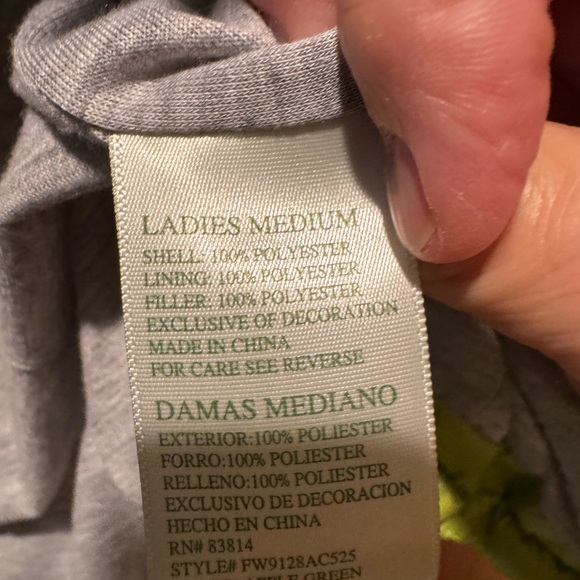 LADIES MEDIUM
SHELL: 100% POLYESTER
LINING: 100% POLYESTER
FILLER: 100% POLYESTER
EXCLUSIVE OF DECORATION
MADE IN CHINA
FOR CARE SEE REVERSE
DAMAS MEDIANO
EXTERIOR:100% POLIESTER
FORRO:100% POLIESTER
RELLENO:100% POLIESTER
EXCLUSIVO DE DECORACION
HECHO EN CHINA
RN# 83814
STYLE# FW9128AC525
APPLE GREEN